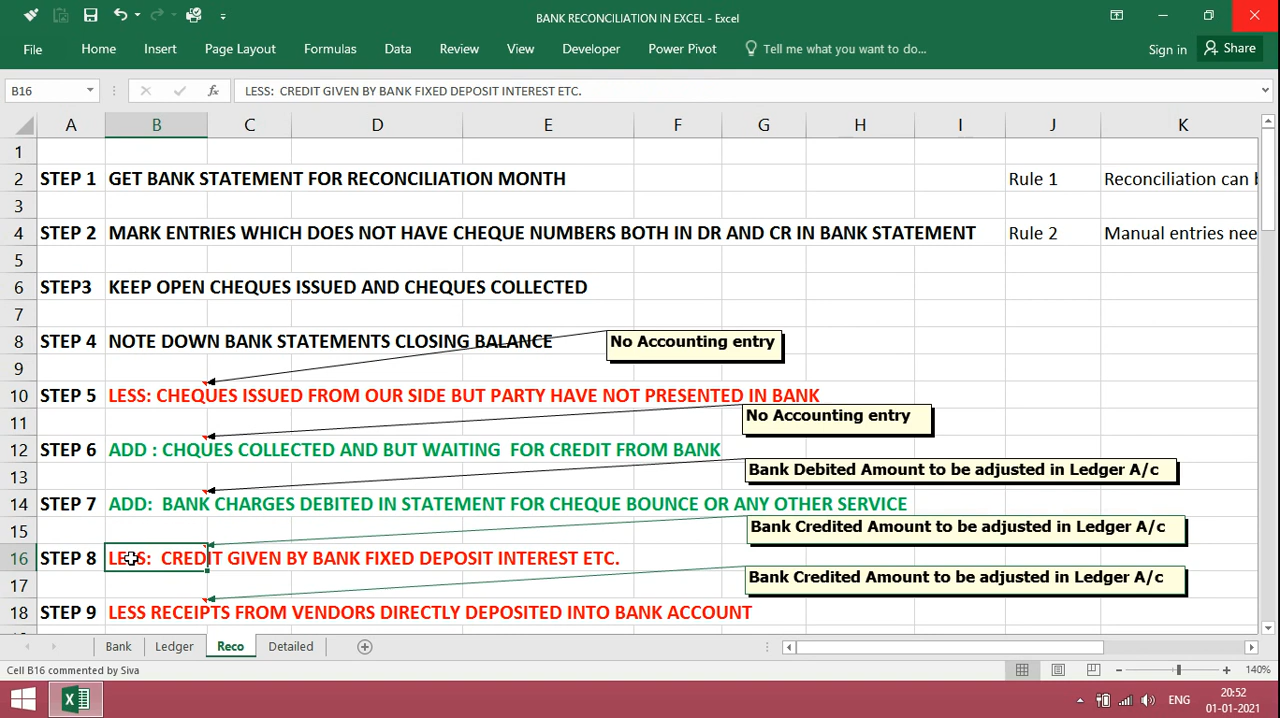 BANK RECONCILIATION IN EXCEL - Excel
File Home Insert Page Layout Formulas Data Review View Developer Power Pivot Tell me what you want to do... Sign in Share
B16 fx LESS:  CREDIT GIVEN BY BANK FIXED DEPOSIT INTEREST ETC.
A B C D E F G H I J K
1
2 STEP 1 GET BANK STATEMENT FOR RECONCILIATION MONTH Rule 1 Reconciliation can
3
4 STEP 2 MARK ENTRIES WHICH DOES NOT HAVE CHEQUE NUMBERS BOTH IN DR AND CR IN BANK STATEMENT Rule 2 Manual entries nee
5
6 STEP3 KEEP OPEN CHEQUES ISSUED AND CHEQUES COLLECTED
7
8 STEP 4 NOTE DOWN BANK STATEMENTS CLOSING BALANCE No Accounting entry
9
10 STEP 5 LESS: CHEQUES ISSUED FROM OUR SIDE BUT PARTY HAVE NOT PRESENTED IN BANK
11 No Accounting entry
12 STEP 6 ADD : CHQUES COLLECTED AND BUT WAITING  FOR CREDIT FROM BANK
13 Bank Debited Amount to be adjusted in Ledger A/c
14 STEP 7 ADD:  BANK CHARGES DEBITED IN STATEMENT FOR CHEQUE BOUNCE OR ANY OTHER SERVICE
15 Bank Credited Amount to be adjusted in Ledger A/c
16 STEP 8 LESS:  CREDIT GIVEN BY BANK FIXED DEPOSIT INTEREST ETC.
17 Bank Credited Amount to be adjusted in Ledger A/c
18 STEP 9 LESS RECEIPTS FROM VENDORS DIRECTLY DEPOSITED INTO BANK ACCOUNT
Bank Ledger Reco Detailed
Cell B16 commented by Siva 140%
ENG 20:52
01-01-2021